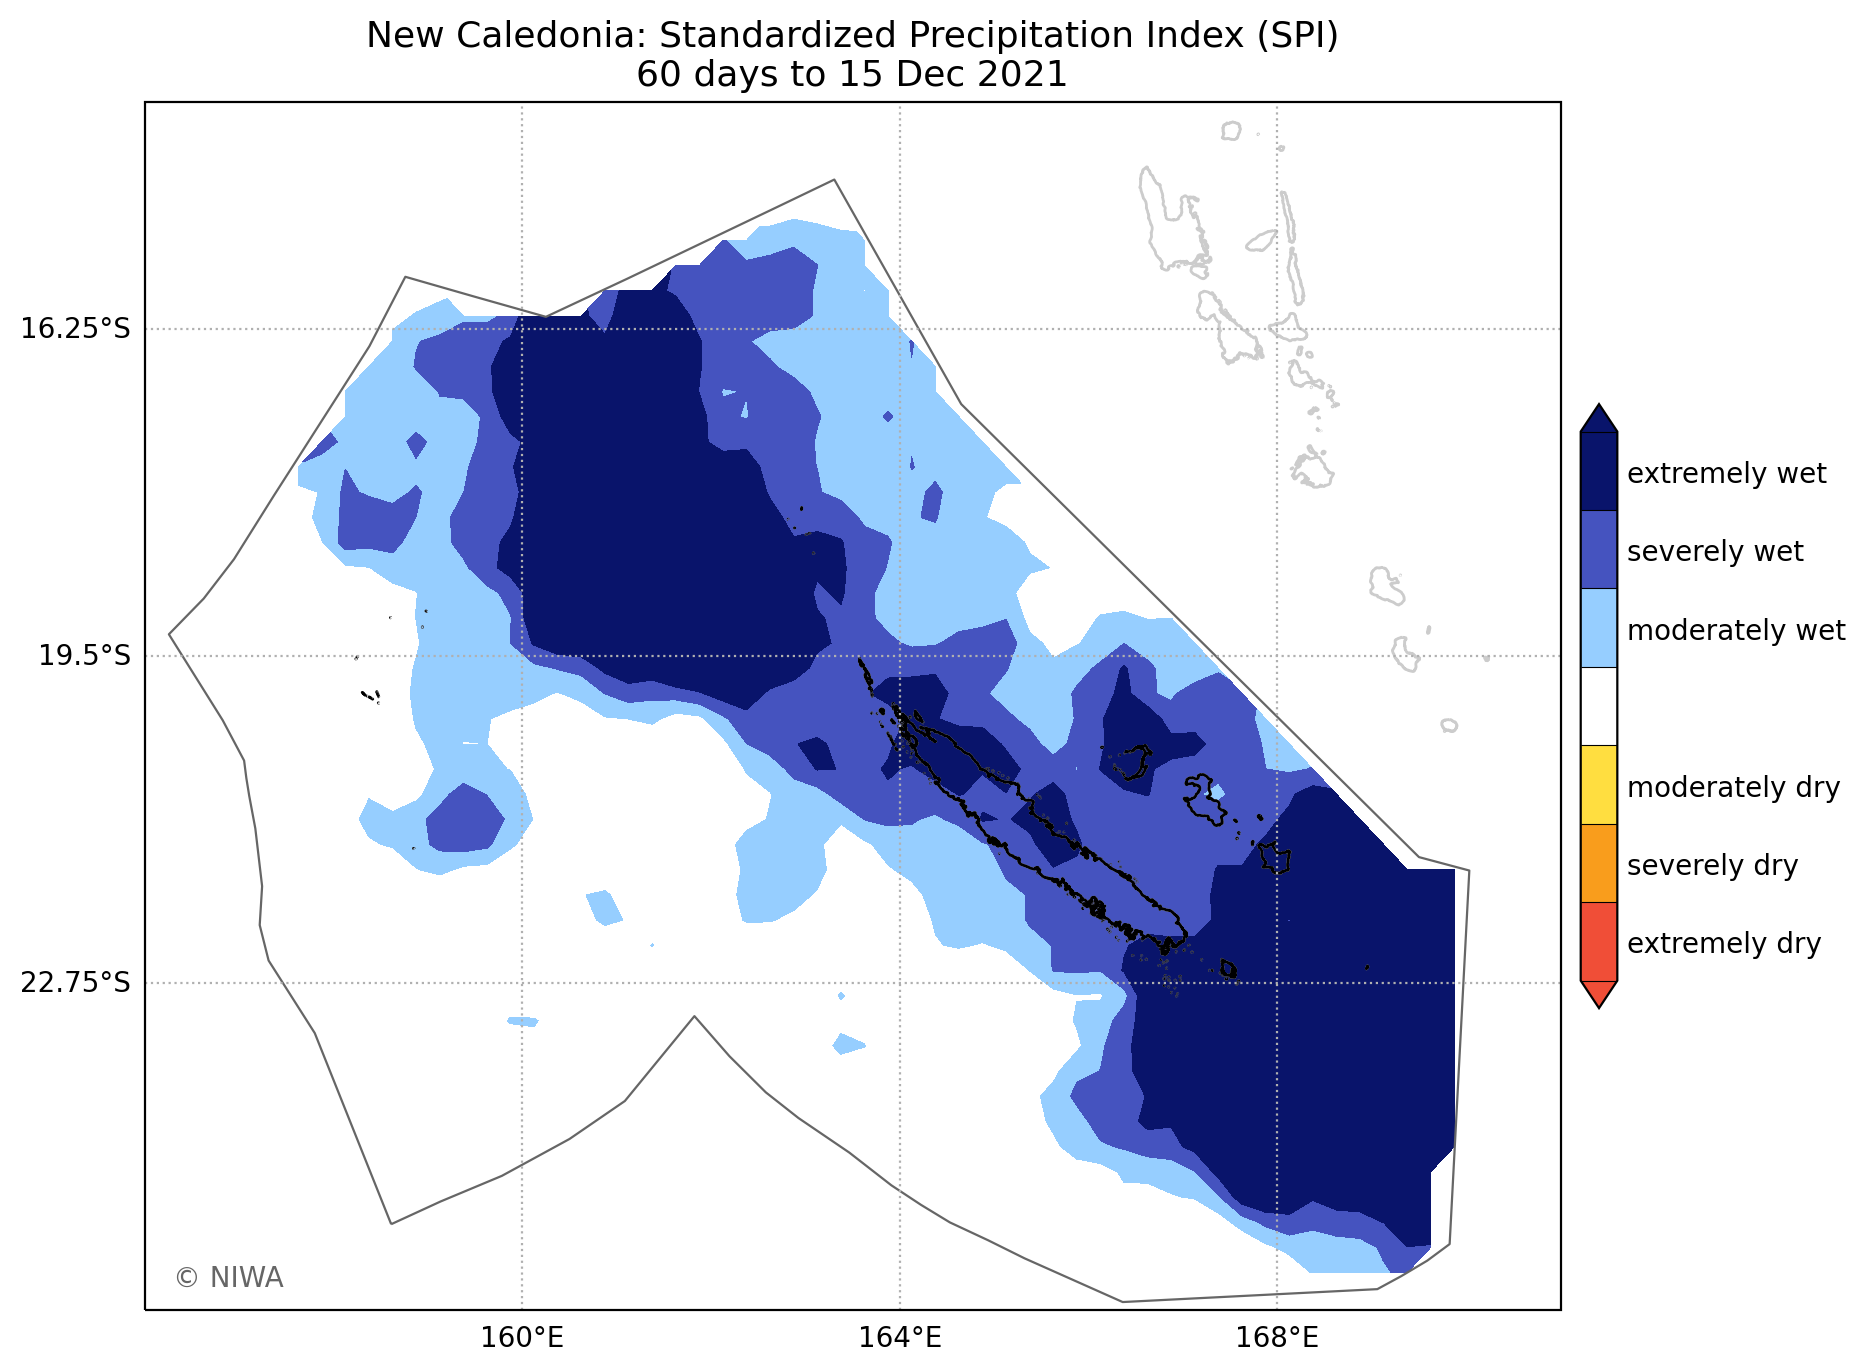 New Caledonia: Standardized Precipitation Index (SPI)
60 days to 15 Dec 2021
16.25°S
19.5°S
22.75°S
160°E
164°E
168°E
extremely wet
severely wet
moderately wet
moderately dry
severely dry
extremely dry
© NIWA